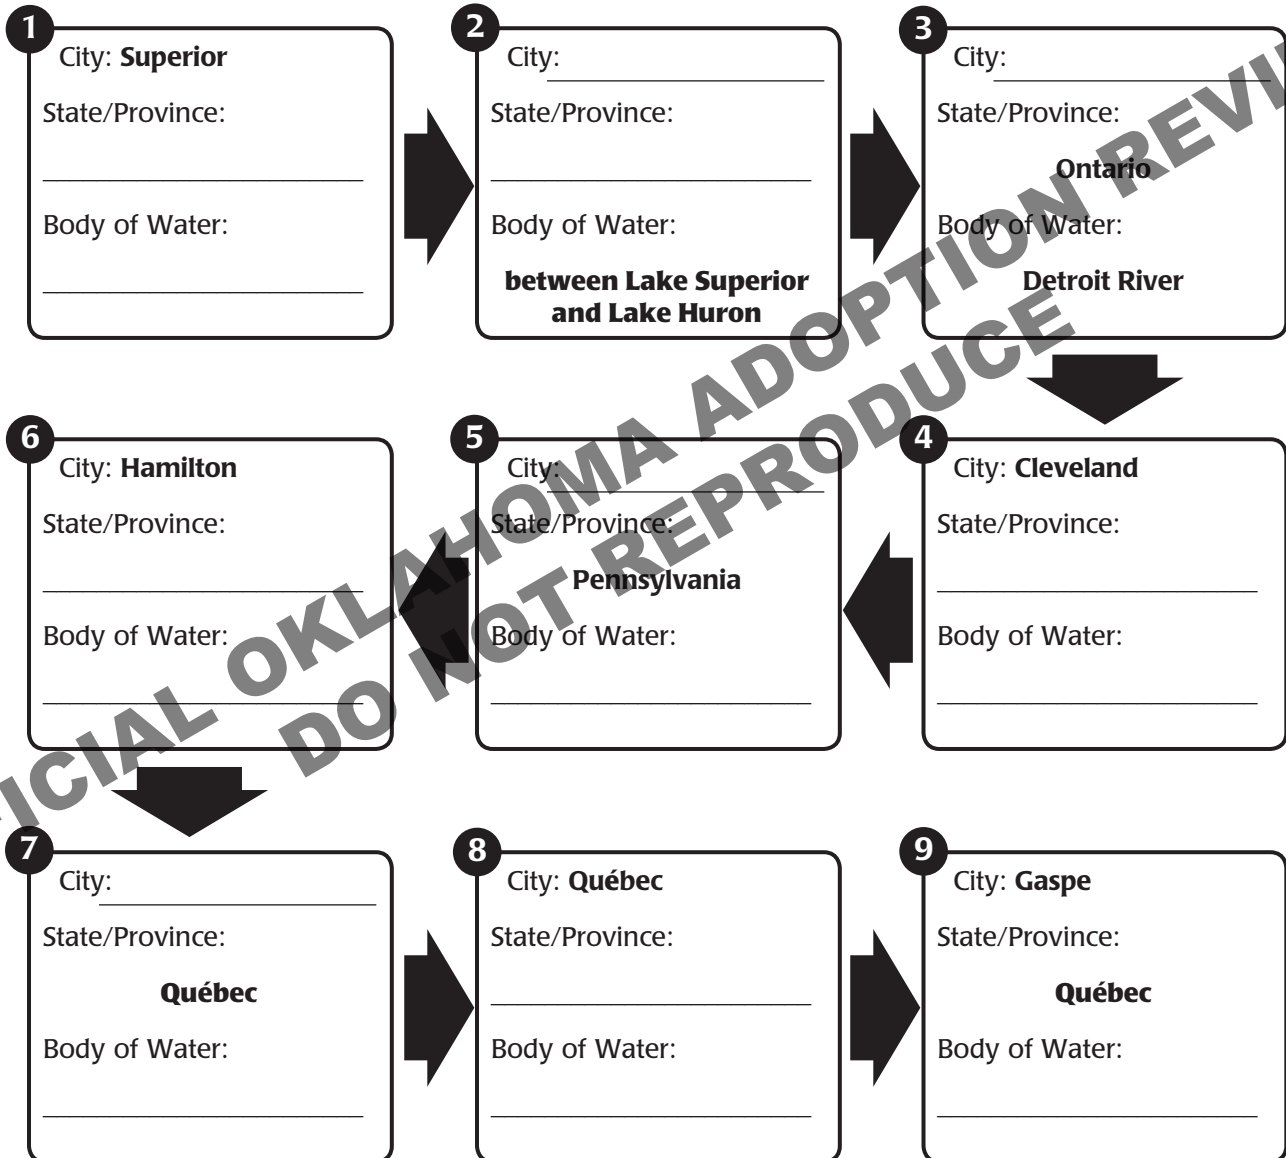 1
City: Superior
State/Province:
Body of Water:
2
City:
State/Province:
Body of Water:
between Lake Superior
and Lake Huron
3
City:
State/Province:
Ontario
Body of Water:
Detroit River
6
City: Hamilton
State/Province:
Body of Water:
5
City:
State/Province:
Pennsylvania
Body of Water:
4
City: Cleveland
State/Province:
Body of Water:
7
City:
State/Province:
Québec
Body of Water:
8
City: Québec
State/Province:
Body of Water:
9
City: Gaspe
State/Province:
Québec
Body of Water:
OKLAHOMA ADOPTION
DO NOT REPRODUCE